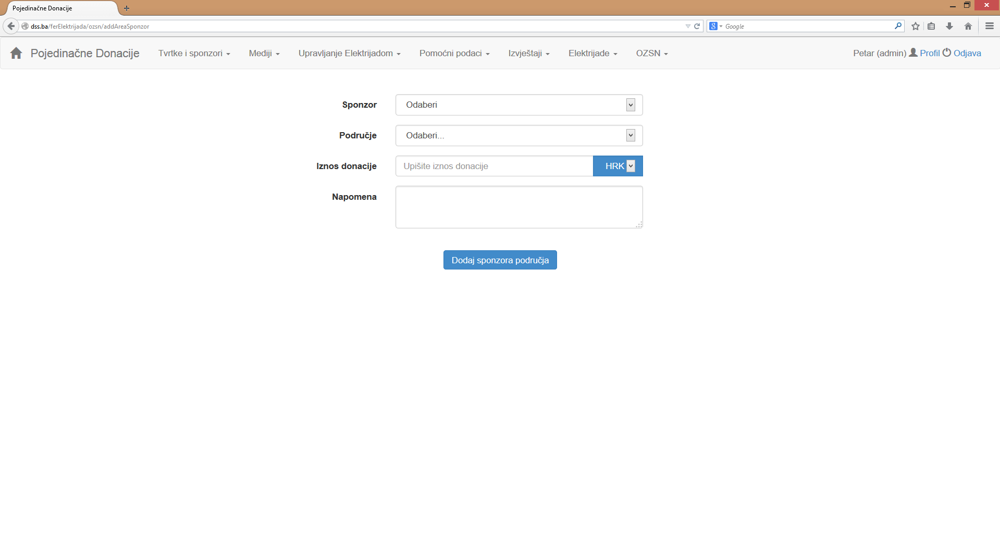 Pojedinačne Donacije
dss.ba/ferElektrijada/ozsn/addAreaSponzor
Google
Pojedinačne Donacije Tvrtke i sponzori Mediji Upravljanje Elektrijadom Pomoćni podaci Izvještaji Elektrijade OZSN Petar (admin) Profil Odjava
Sponzor Odaberi
Područje Odaberi...
Iznos donacije Upišite iznos donacije HRK
Napomena
Dodaj sponzora područja